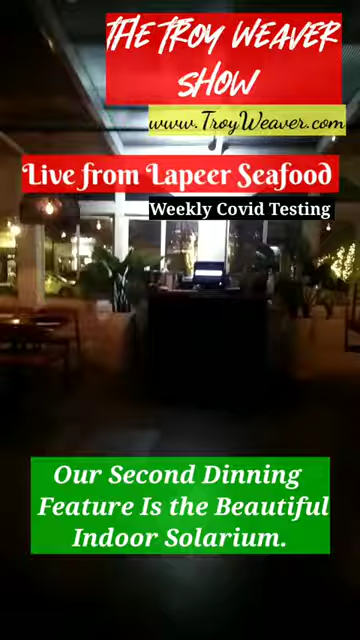 THE TROY WEAVER
SHOW
www.TroyWeaver.com
Live from Lapeer Seafood
Weekly Covid Testing
Our Second Dinning
Feature Is the Beautiful
Indoor Solarium.